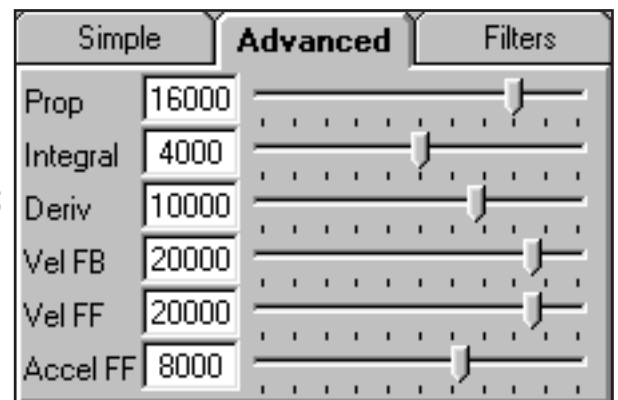 Simple Advanced Filters
Prop 16000
Integral 4000
Deriv 10000
Vel FB 20000
Vel FF 20000
Accel FF 8000